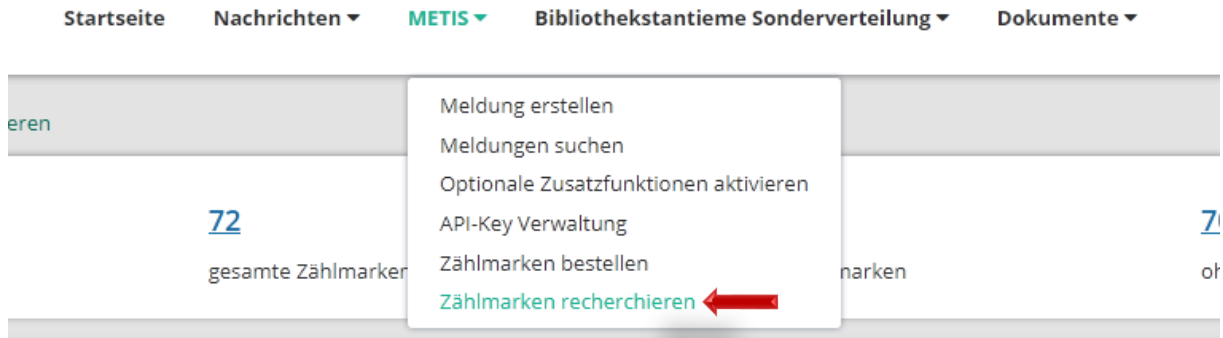 Startseite Nachrichten ▾ METIS ▾ Bibliothekstantieme Sonderverteilung ▾ Dokumente ▾
Meldung erstellen
eren
Meldungen suchen
Optionale Zusatzfunktionen aktivieren
72
API-Key Verwaltung
gesamte Zählmarken
Zählmarken bestellen
marken
Zählmarken recherchieren